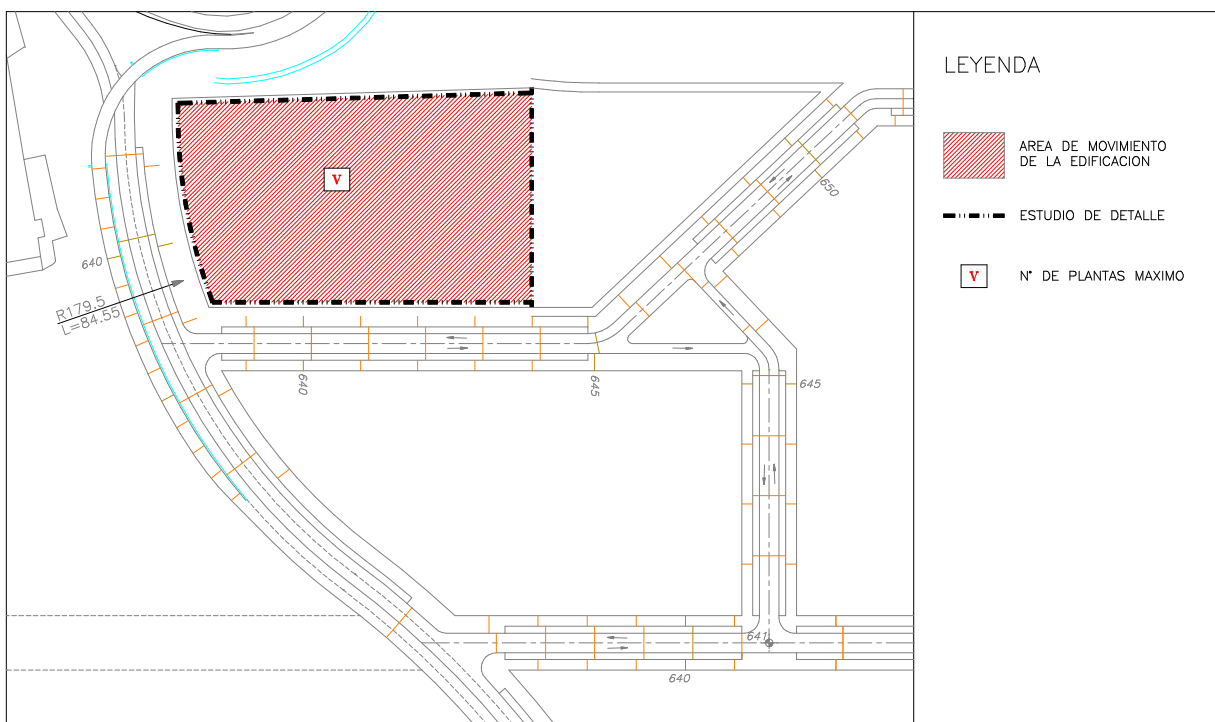 LEYENDA
AREA DE MOVIMIENTO
DE LA EDIFICACION
ESTUDIO DE DETALLE
V
N° DE PLANTAS MAXIMO
V
650
640
R179.5
L=84.55
640
645
645
641
640